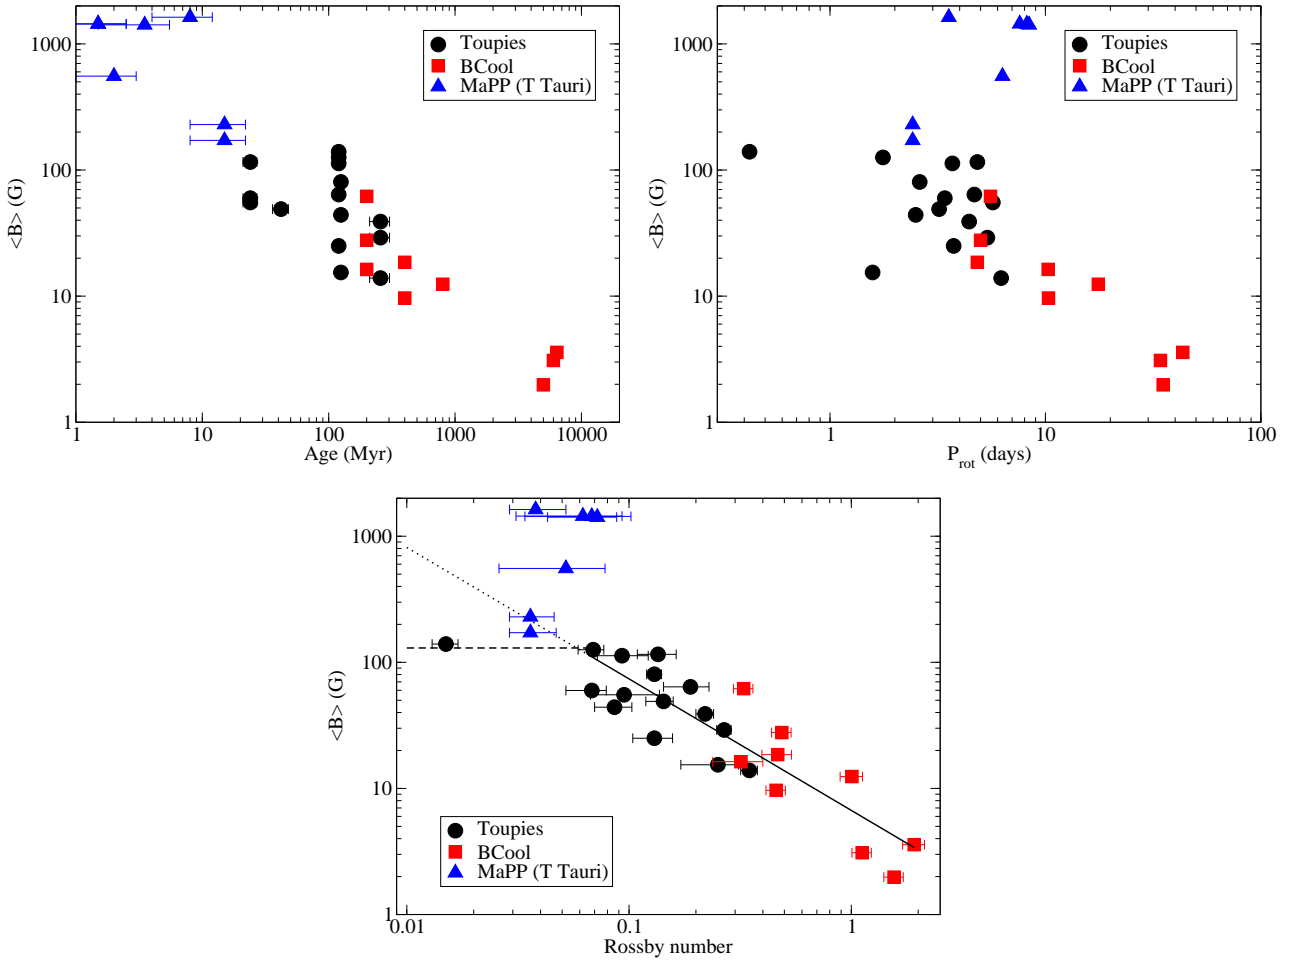 1000
100
10
1
<B> (G)
Toupies
BCool
MaPP (T Tauri)
1 10 100 1000 10000
Age (Myr)
1000
100
10
1
<B> (G)
Toupies
BCool
MaPP (T Tauri)
1 10 100
P_rot (days)
1000
100
10
1
<B> (G)
Toupies
BCool
MaPP (T Tauri)
0.01 0.1 1
Rossby number